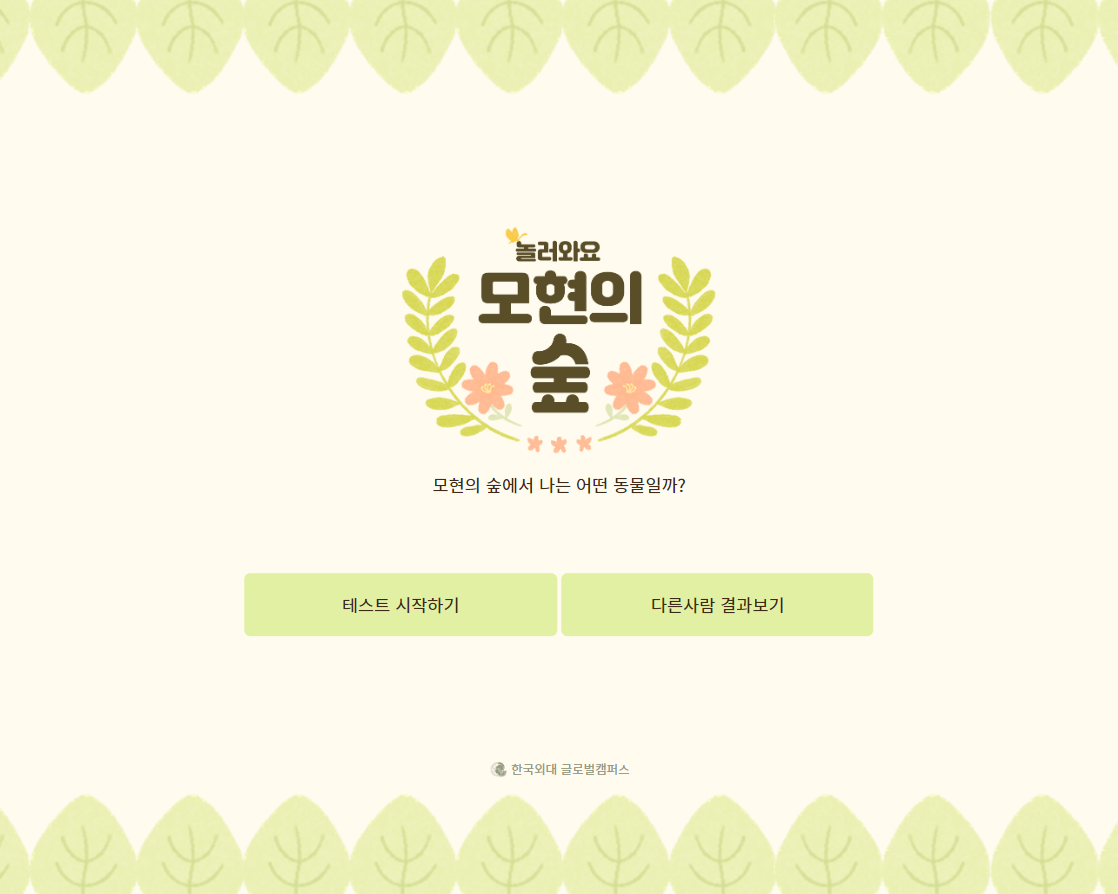 놀러와요
모현의
숲
모현의 숲에서 나는 어떤 동물일까?
테스트 시작하기
다른사람 결과보기
한국외대 글로벌캠퍼스